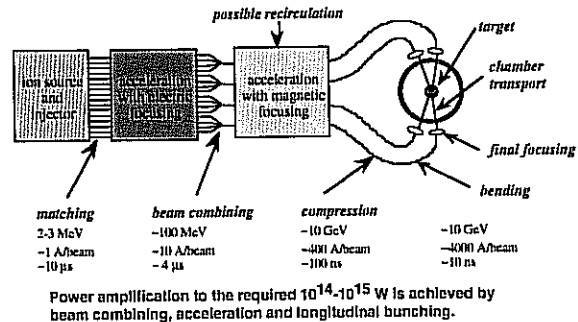 possible recirculation
target
ion source
and
injector
acceleration
with electric
focusing
acceleration
with magnetic
focusing
chamber
transport
final focusing
bending
matching
2-3 MeV
~1 A/beam
~10 µs
beam combining
~100 MeV
~10 A/beam
~4 µs
compression
~10 GeV
~400 A/beam
~100 ns
~10 GeV
~4000 A/beam
~10 ns
Power amplification to the required 10¹⁴-10¹⁵ W is achieved by
beam combining, acceleration and longitudinal bunching.